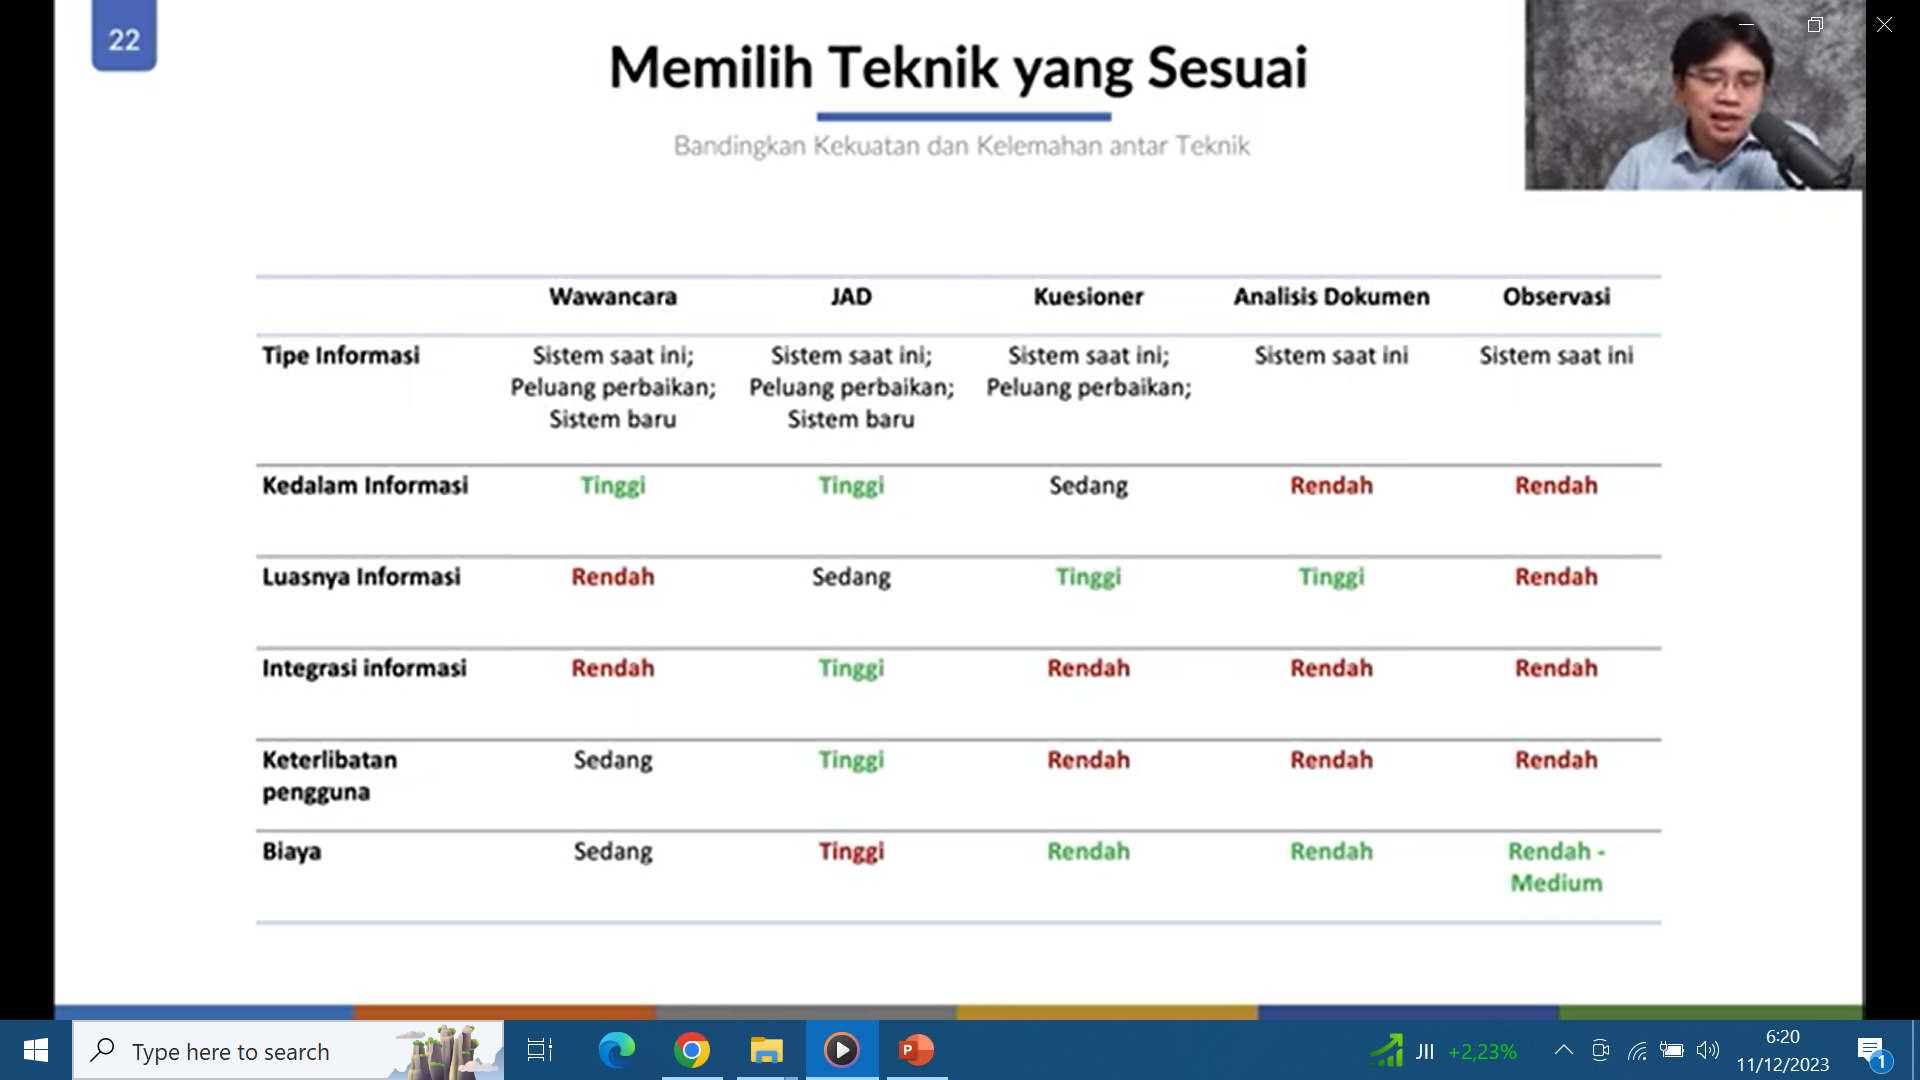 22
Memilih Teknik yang Sesuai
Bandingkan Kekuatan dan Kelemahan antar Teknik
Wawancara JAD Kuesioner Analisis Dokumen Observasi
Tipe Informasi Sistem saat ini; Sistem saat ini; Sistem saat ini; Sistem saat ini Sistem saat ini
Peluang perbaikan; Peluang perbaikan; Peluang perbaikan;
Sistem baru Sistem baru
Kedalam Informasi Tinggi Tinggi Sedang Rendah Rendah
Luasnya Informasi Rendah Sedang Tinggi Tinggi Rendah
Integrasi informasi Rendah Tinggi Rendah Rendah Rendah
Keterlibatan Sedang Tinggi Rendah Rendah Rendah
pengguna
Biaya Sedang Tinggi Rendah Rendah Rendah -
Medium
Type here to search
P
JII +2,23%
6:20
11/12/2023
1